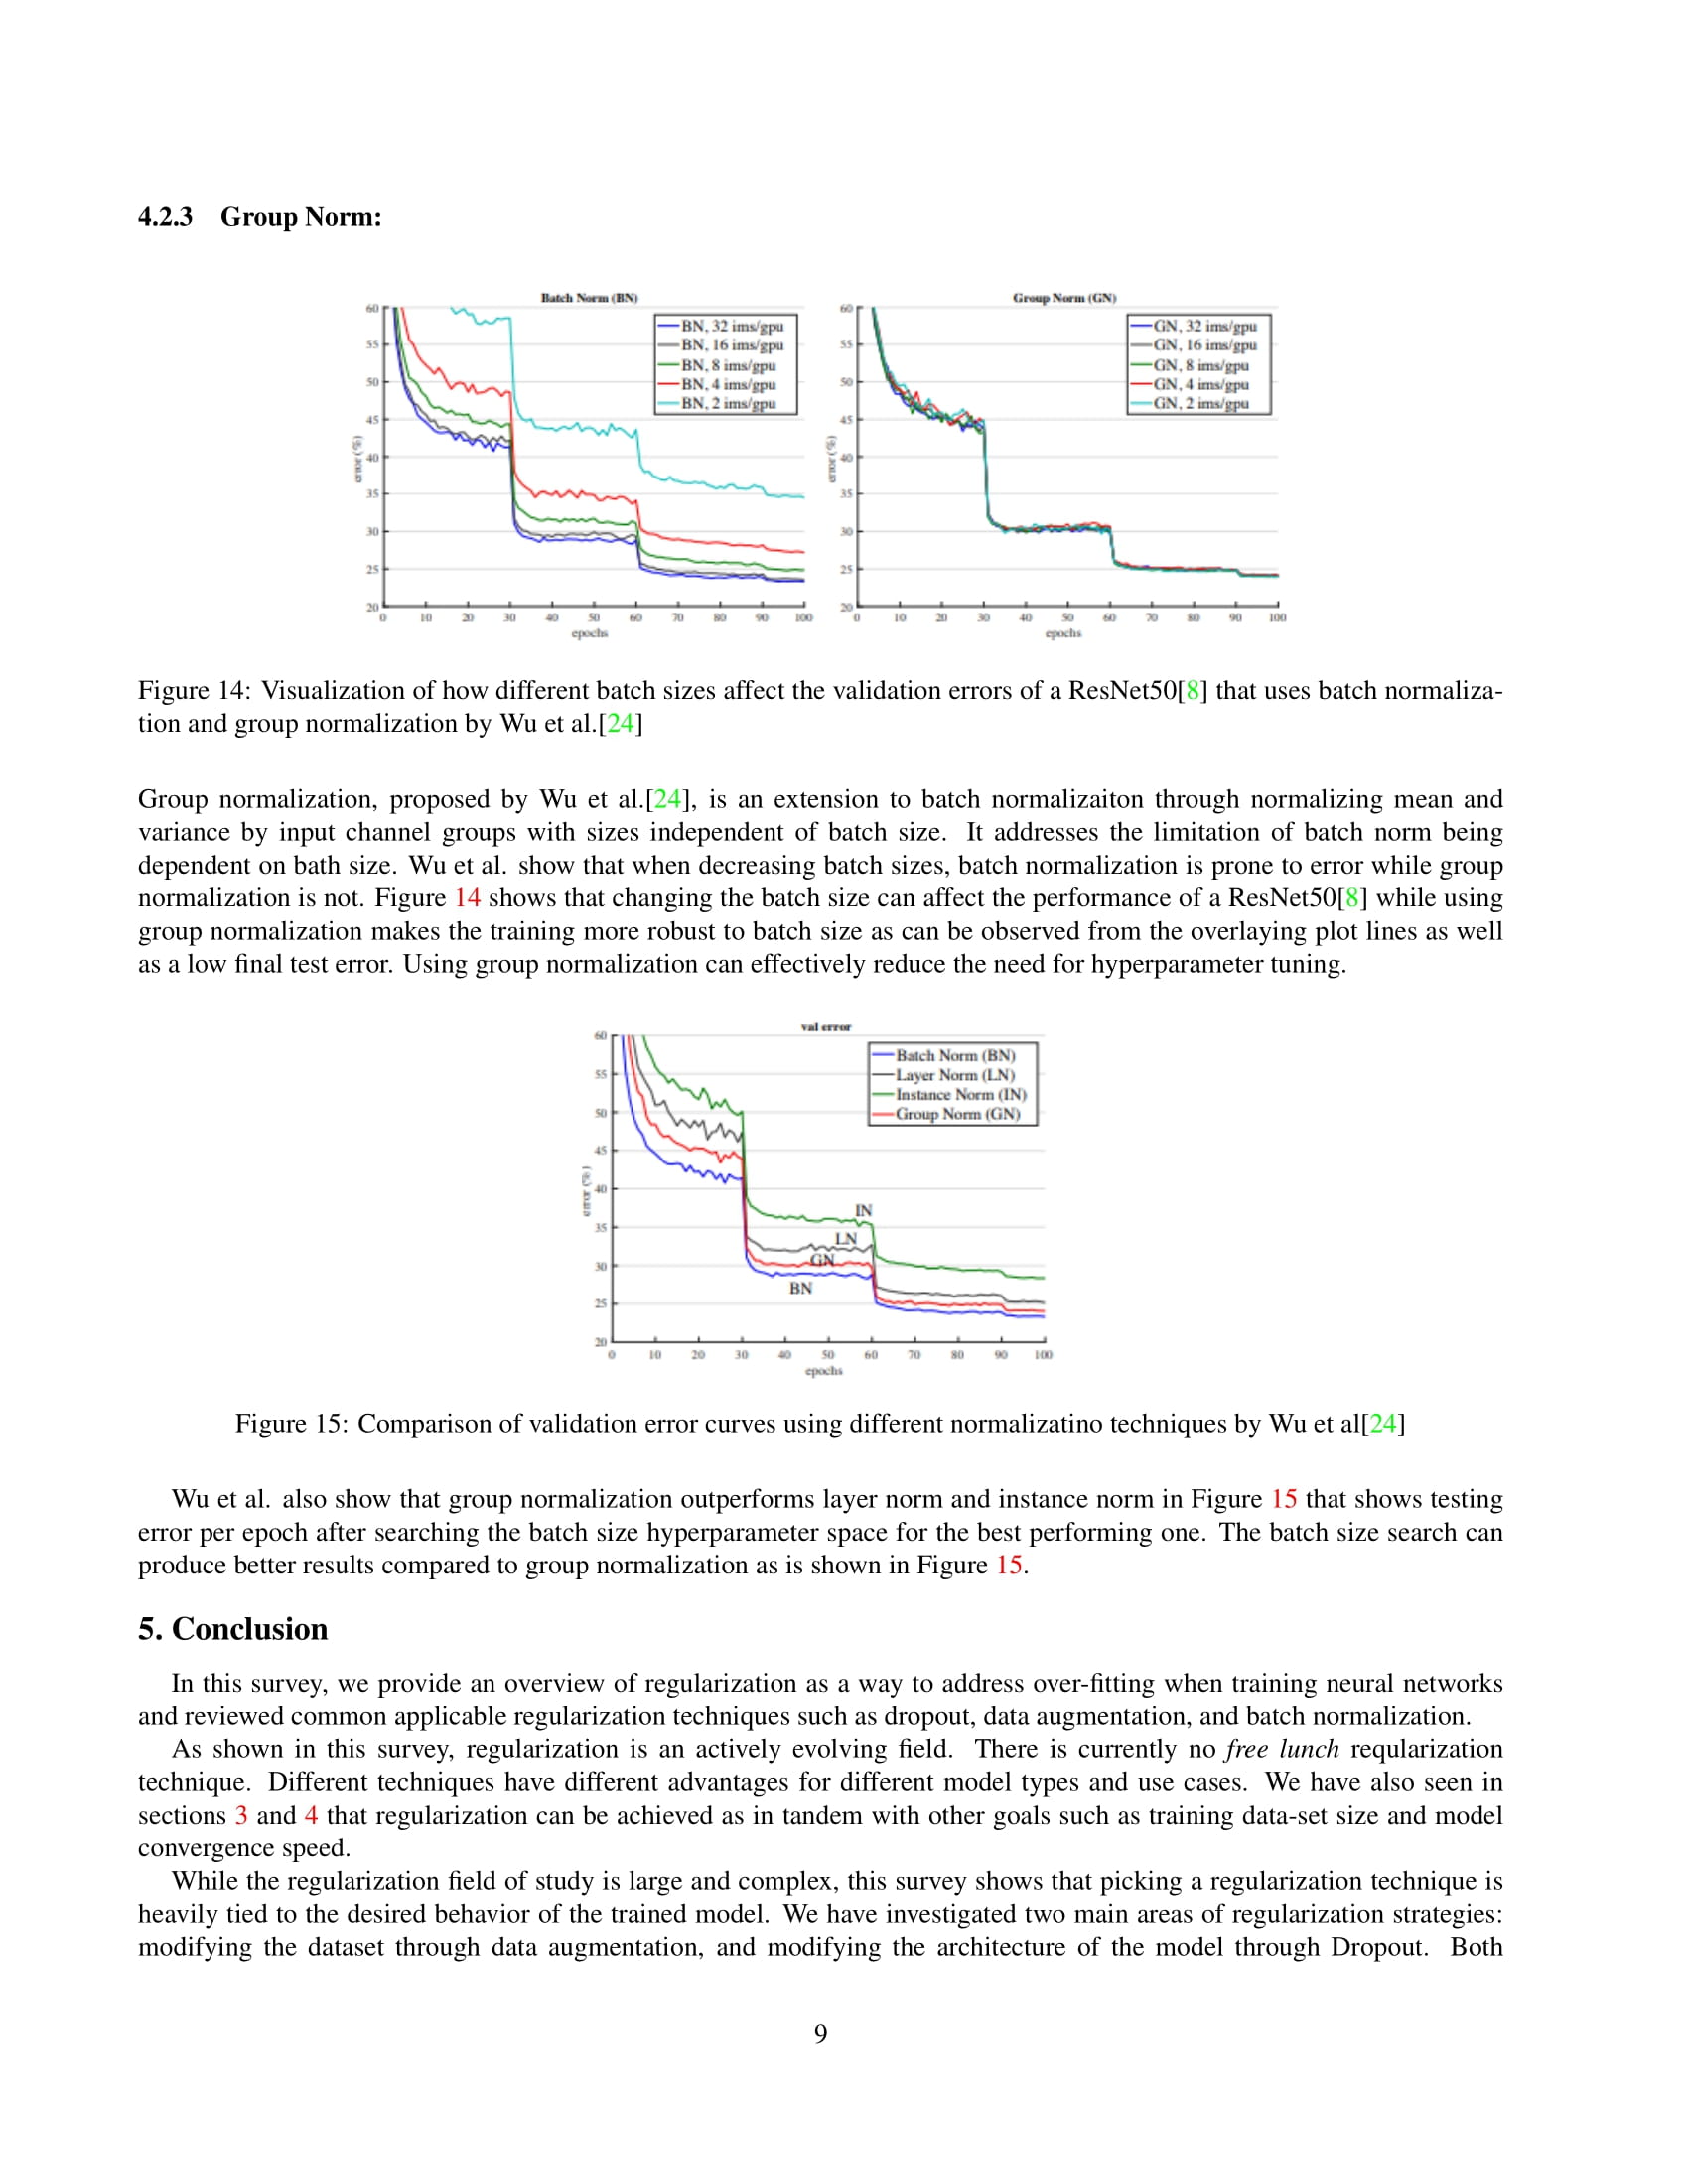 4.2.3 Group Norm:
Batch Norm (BN)
60
55
50
45
40
35
30
25
20
error (%)
BN, 32 ims/gpu
BN, 16 ims/gpu
BN, 8 ims/gpu
BN, 4 ims/gpu
BN, 2 ims/gpu
0 10 20 30 40 50 60 70 80 90 100
epochs
Group Norm (GN)
60
55
50
45
40
35
30
25
20
error (%)
GN, 32 ims/gpu
GN, 16 ims/gpu
GN, 8 ims/gpu
GN, 4 ims/gpu
GN, 2 ims/gpu
0 10 20 30 40 50 60 70 80 90 100
epochs
Figure 14: Visualization of how different batch sizes affect the validation errors of a ResNet50[8] that uses batch normaliza-
tion and group normalization by Wu et al.[24]
Group normalization, proposed by Wu et al.[24], is an extension to batch normalizaiton through normalizing mean and
variance by input channel groups with sizes independent of batch size. It addresses the limitation of batch norm being
dependent on bath size. Wu et al. show that when decreasing batch sizes, batch normalization is prone to error while group
normalization is not. Figure 14 shows that changing the batch size can affect the performance of a ResNet50[8] while using
group normalization makes the training more robust to batch size as can be observed from the overlaying plot lines as well
as a low final test error. Using group normalization can effectively reduce the need for hyperparameter tuning.
val error
60
55
50
45
40
35
30
25
20
error (%)
Batch Norm (BN)
Layer Norm (LN)
Instance Norm (IN)
Group Norm (GN)
IN
LN
GN
BN
0 10 20 30 40 50 60 70 80 90 100
epochs
Figure 15: Comparison of validation error curves using different normalizatino techniques by Wu et al[24]
Wu et al. also show that group normalization outperforms layer norm and instance norm in Figure 15 that shows testing
error per epoch after searching the batch size hyperparameter space for the best performing one. The batch size search can
produce better results compared to group normalization as is shown in Figure 15.
5. Conclusion
In this survey, we provide an overview of regularization as a way to address over-fitting when training neural networks
and reviewed common applicable regularization techniques such as dropout, data augmentation, and batch normalization.
As shown in this survey, regularization is an actively evolving field. There is currently no free lunch reqularization
technique. Different techniques have different advantages for different model types and use cases. We have also seen in
sections 3 and 4 that regularization can be achieved as in tandem with other goals such as training data-set size and model
convergence speed.
While the regularization field of study is large and complex, this survey shows that picking a regularization technique is
heavily tied to the desired behavior of the trained model. We have investigated two main areas of regularization strategies:
modifying the dataset through data augmentation, and modifying the architecture of the model through Dropout. Both
9